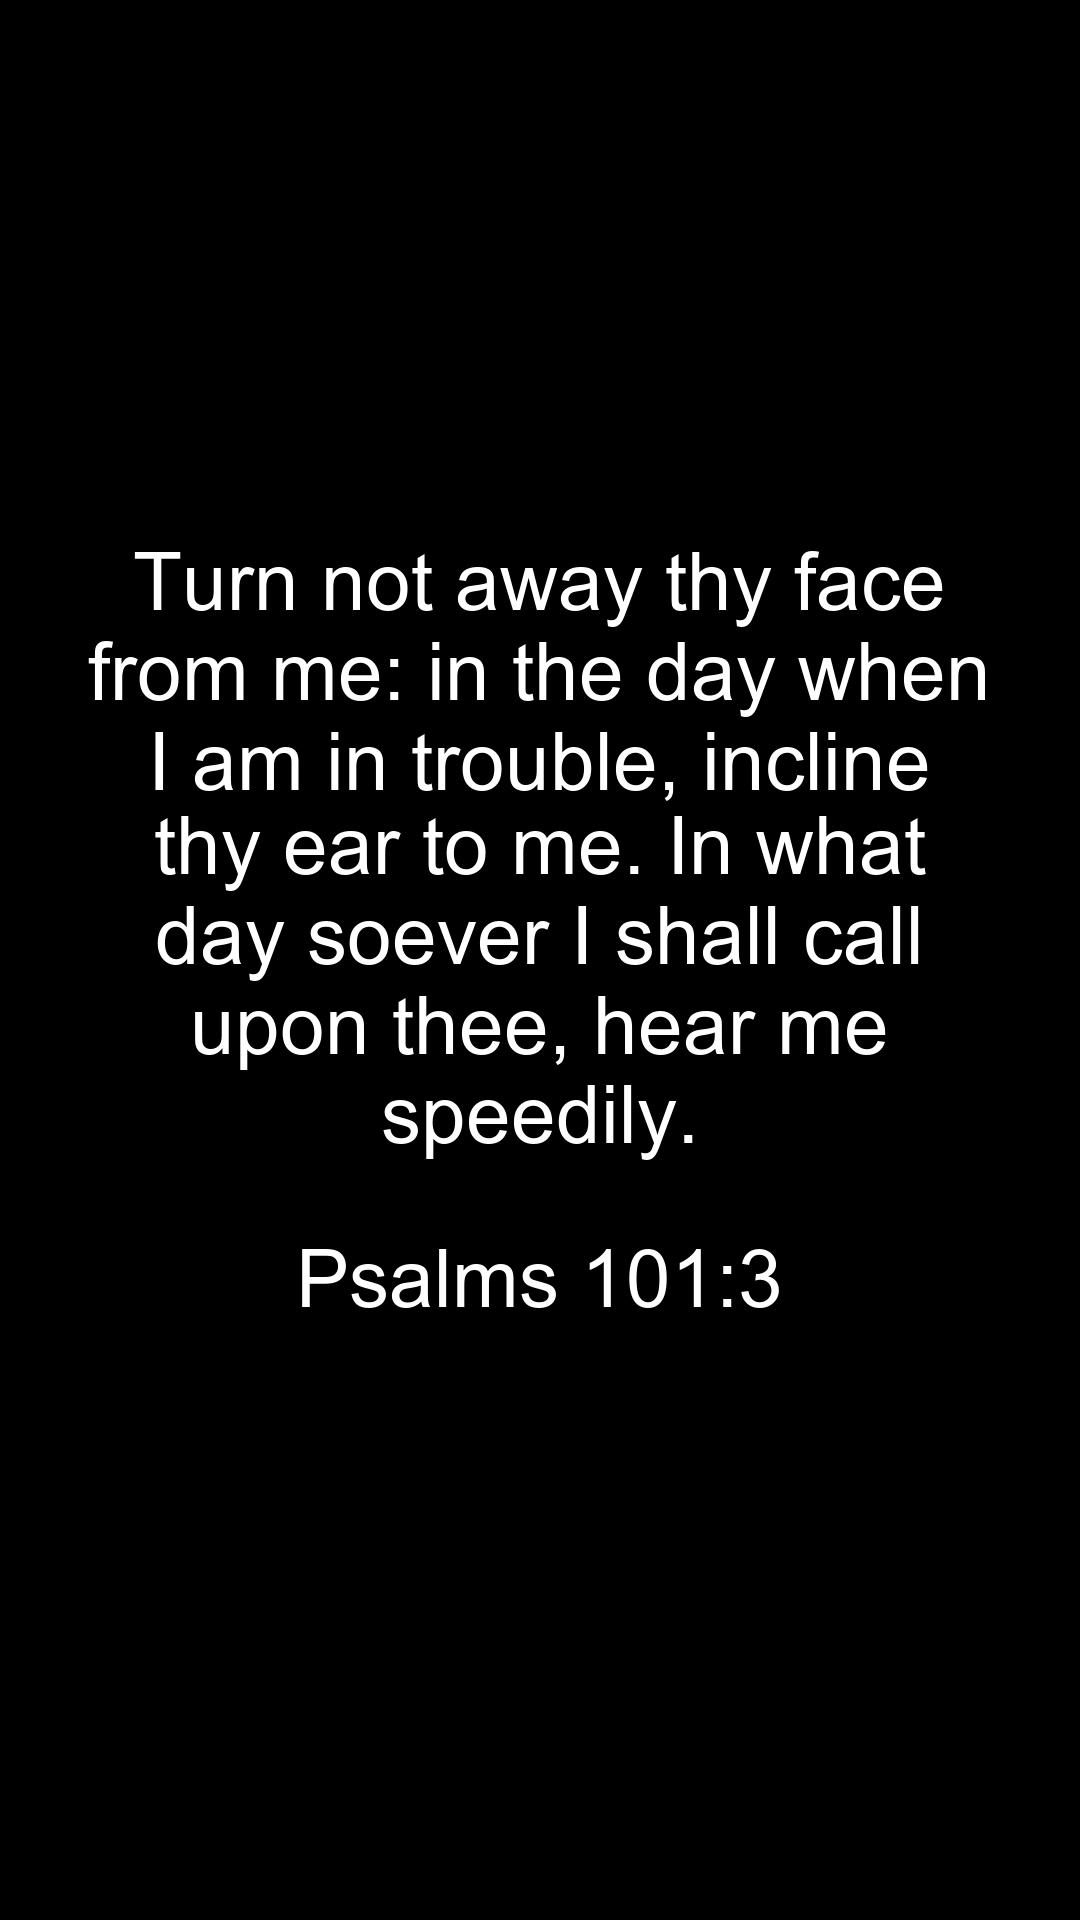 Turn not away thy face
from me: in the day when
I am in trouble, incline
thy ear to me. In what
day soever I shall call
upon thee, hear me
speedily.
Psalms 101:3